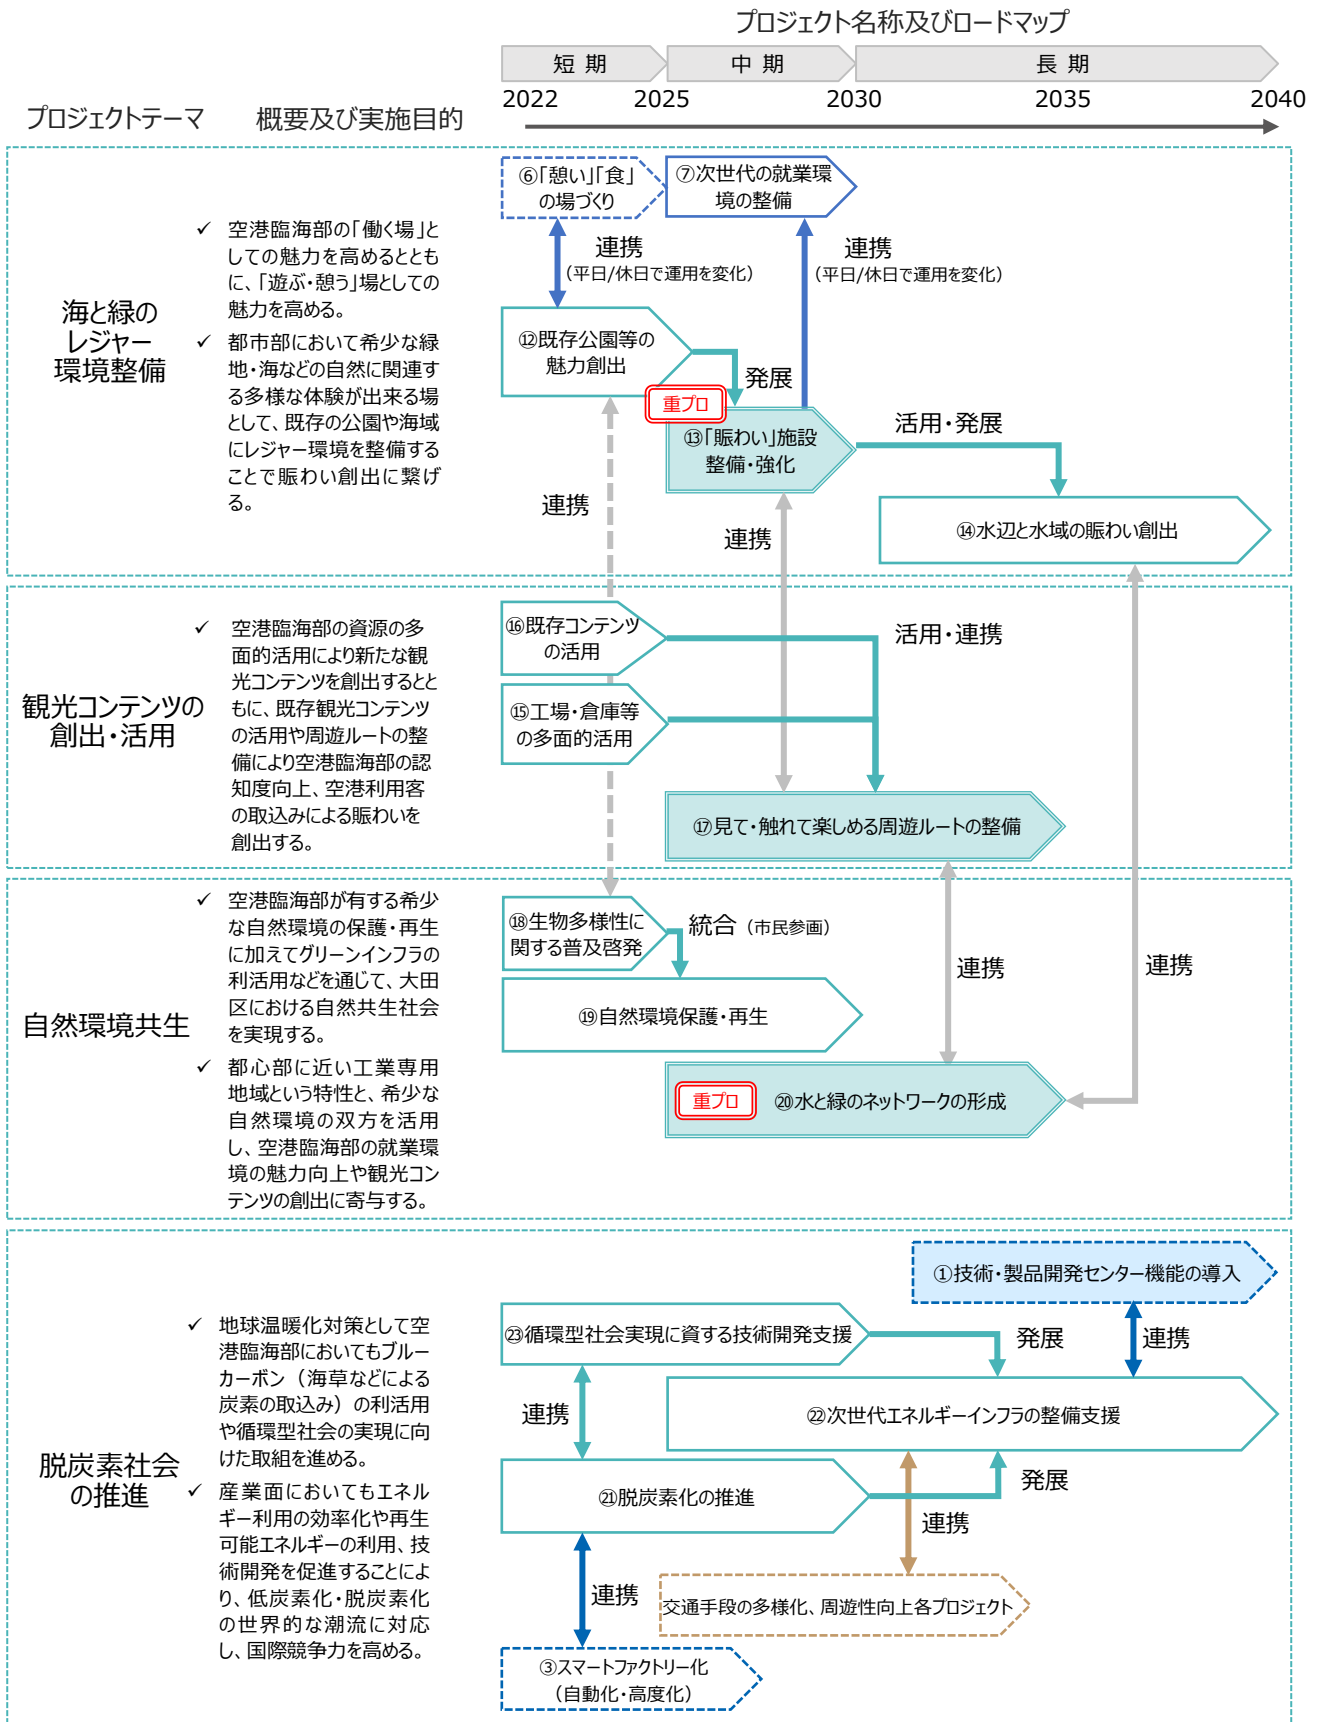 プロジェクト名称及びロードマップ
短 期
中 期
長 期
2022
2025
2030
2035
2040
プロジェクトテーマ
概要及び実施目的
海と緑の
レジャー
環境整備
✓ 空港臨海部の「働く場」と
しての魅力を高めるととも
に、「遊ぶ・憩う」場としての
魅力を高める。
✓ 都市部において希少な緑
地・海などの自然に関連す
る多様な体験が出来る場
として、既存の公園や海域
にレジャー環境を整備する
ことで賑わい創出に繋げ
る。
⑥「憩い」「食」
の場づくり
⑦次世代の就業環
境の整備
連携
（平日/休日で運用を変化）
連携
（平日/休日で運用を変化）
⑫既存公園等の
魅力創出
発展
重プロ
⑬「賑わい」施設
整備・強化
活用・発展
連携
連携
⑭水辺と水域の賑わい創出
観光コンテンツの
創出・活用
✓ 空港臨海部の資源の多
面的活用により新たな観
光コンテンツを創出するとと
もに、既存観光コンテンツ
の活用や周遊ルートの整
備により空港臨海部の認
知度向上、空港利用客
の取込みによる賑わいを
創出する。
⑯既存コンテンツ
の活用
活用・連携
⑮工場・倉庫等
の多面的活用
⑰見て・触れて楽しめる周遊ルートの整備
自然環境共生
✓ 空港臨海部が有する希少
な自然環境の保護・再生
に加えてグリーンインフラの
利活用などを通じて、大田
区における自然共生社会
を実現する。
✓ 都心部に近い工業専用
地域という特性と、希少な
自然環境の双方を活用
し、空港臨海部の就業環
境の魅力向上や観光コン
テンツの創出に寄与する。
⑱生物多様性に
関する普及啓発
統合（市民参画）
連携
連携
⑲自然環境保護・再生
重プロ
⑳水と緑のネットワークの形成
脱炭素社会
の推進
✓ 地球温暖化対策として空
港臨海部においてもブルー
カーボン（海草などによる
炭素の取込み）の利活用
や循環型社会の実現に向
けた取組を進める。
✓ 産業面においてもエネル
ギー利用の効率化や再生
可能エネルギーの利用、技
術開発を促進することによ
り、低炭素化・脱炭素化
の世界的な潮流に対応
し、国際競争力を高める。
①技術・製品開発センター機能の導入
㉓循環型社会実現に資する技術開発支援
発展
連携
連携
㉒次世代エネルギーインフラの整備支援
㉑脱炭素化の推進
発展
連携
連携
交通手段の多様化、周遊性向上各プロジェクト
③スマートファクトリー化
（自動化・高度化）